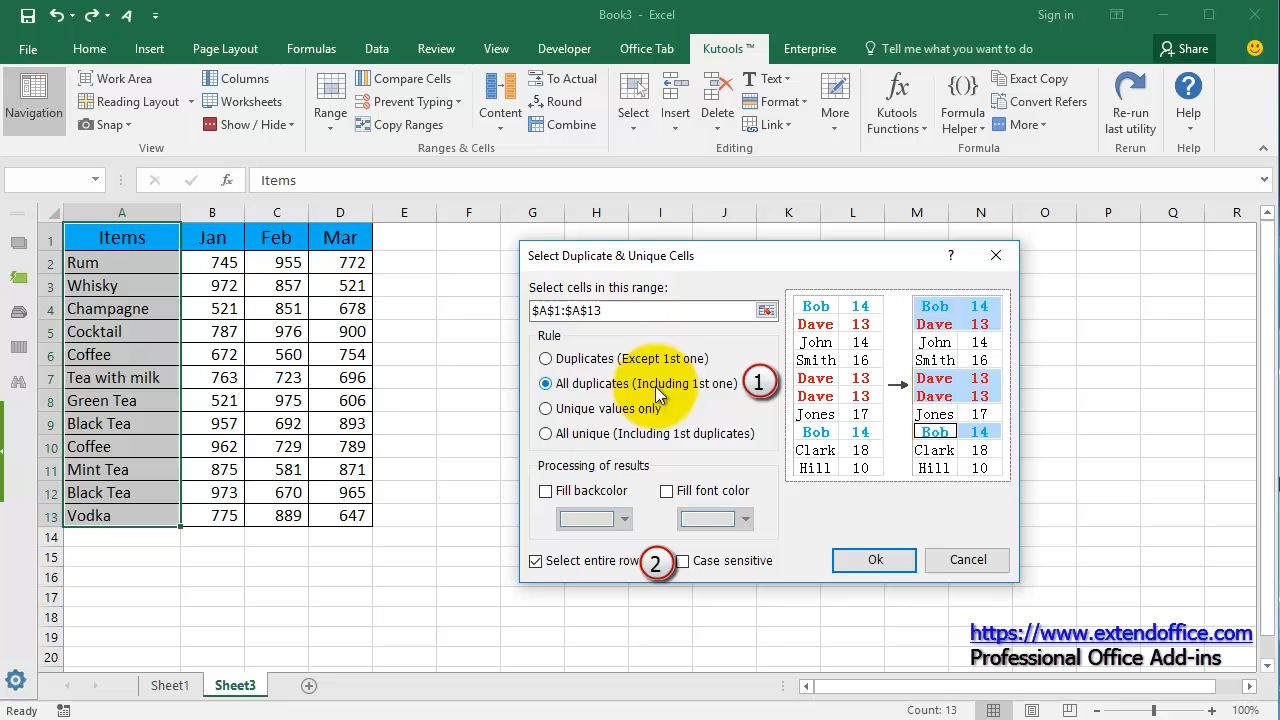 Book3 - Excel
Sign in
File Home Insert Page Layout Formulas Data Review View Developer Office Tab Kutools ™ Enterprise Tell me what you want to do Share
Navigation
Work Area
Reading Layout
Snap
Columns
Worksheets
Show / Hide
View
Range
Compare Cells
Prevent Typing
Copy Ranges
Content
To Actual
Round
Combine
Ranges & Cells
Select
Insert
Delete
Text
Format
Link
More
Editing
Kutools Functions
Formula Helper
Exact Copy
Convert Refers
More
Formula
Re-run last utility
Rerun
Help
Help
fx Items
A B C D E F G H I J K L M N O P Q R
1 Items Jan Feb Mar
2 Rum 745 955 772
3 Whisky 972 857 521
4 Champagne 521 851 678
5 Cocktail 787 976 900
6 Coffee 672 560 754
7 Tea with milk 763 723 696
8 Green Tea 521 975 606
9 Black Tea 957 692 893
10 Coffee 962 729 789
11 Mint Tea 875 581 871
12 Black Tea 973 670 965
13 Vodka 775 889 647
14
15
16
17
18
19
20
Select Duplicate & Unique Cells ?
Select cells in this range:
$A$1:$A$13
Rule
Duplicates (Except 1st one)
All duplicates (Including 1st one) 1
Unique values only
All unique (Including 1st duplicates)
Processing of results
Fill backcolor Fill font color
Select entire row 2 Case sensitive
Ok Cancel
Bob 14 Bob 14
Dave 13 Dave 13
John 14 John 14
Smith 16 Smith 16
Dave 13 Dave 13
Dave 13 Dave 13
Jones 17 Jones 17
Bob 14 Bob 14
Clark 18 Clark 18
Hill 10 Hill 10
https://www.extendoffice.com
Professional Office Add-ins
Sheet1 Sheet3
Ready Count: 13 100%